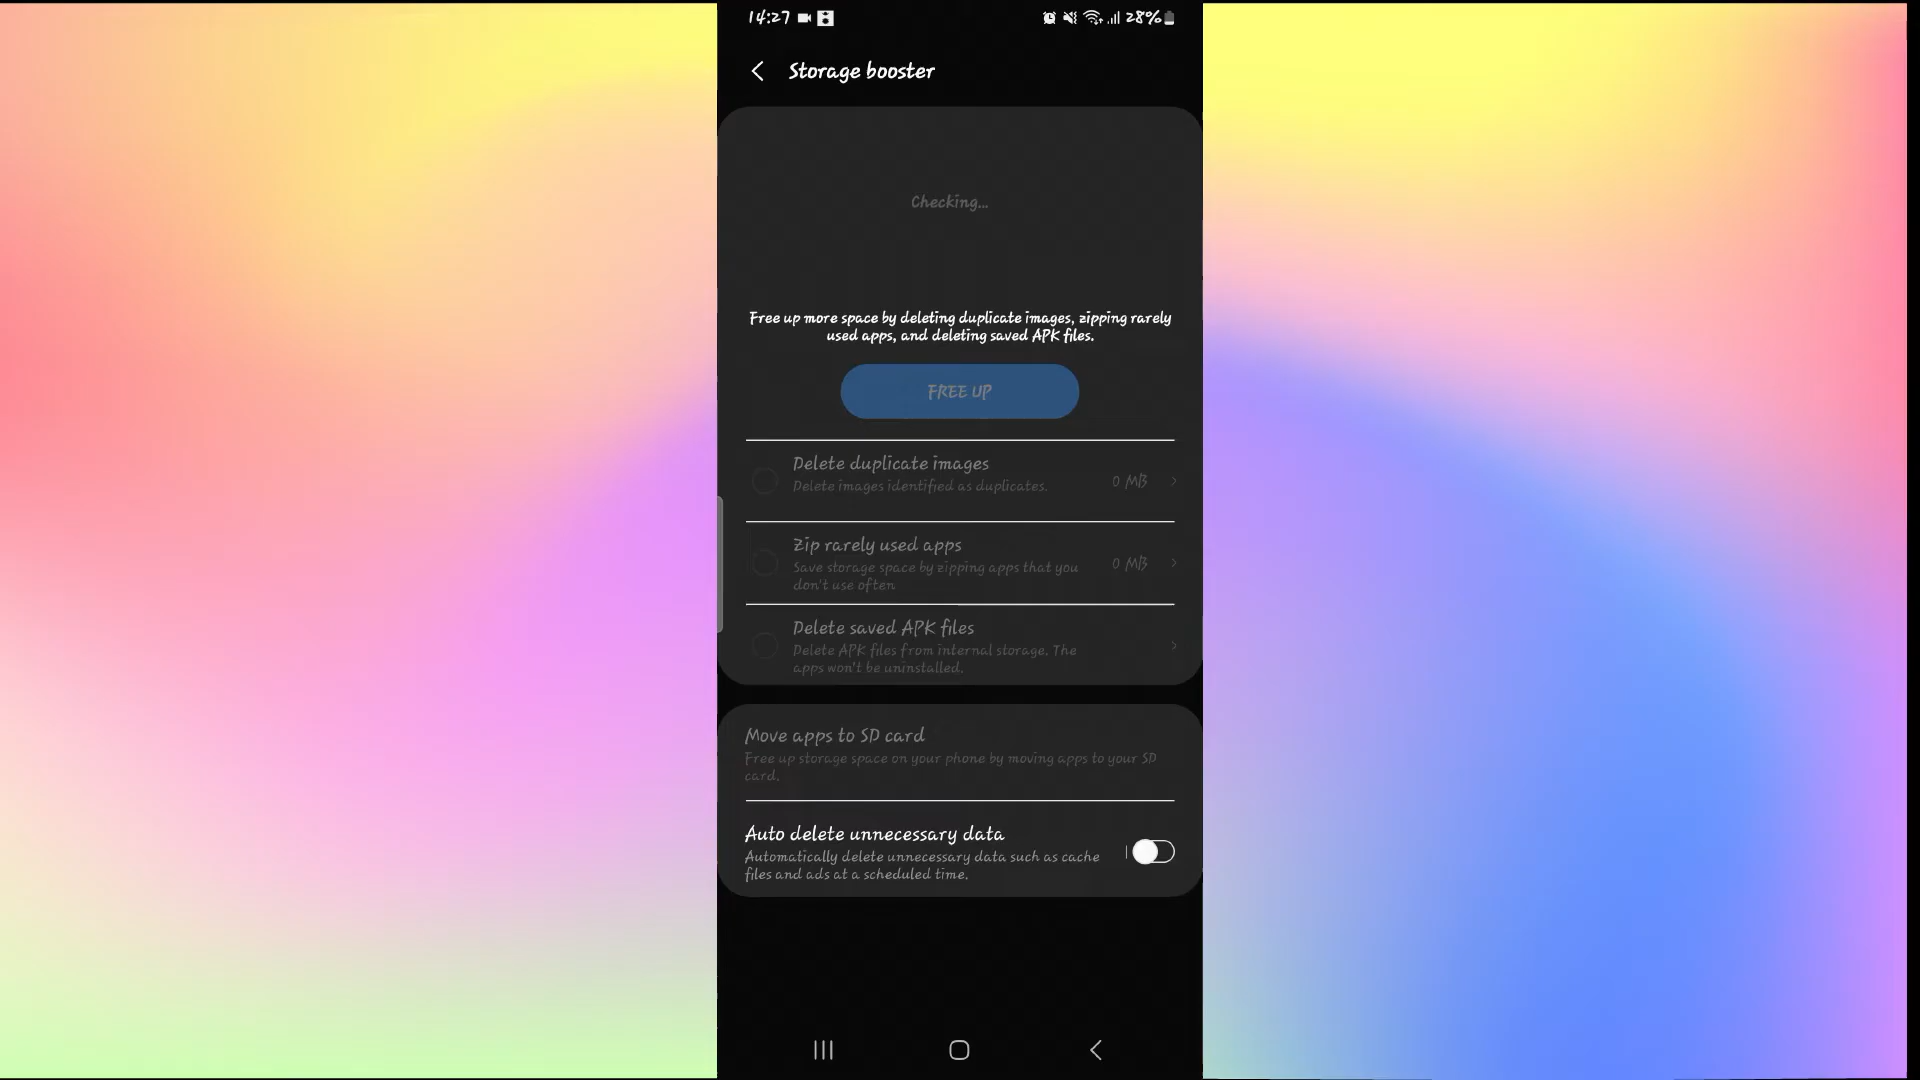 14:27
28%
Storage booster
Checking...
Free up more space by deleting duplicate images, zipping rarely
used apps, and deleting saved APK files.
FREE UP
Delete duplicate images
Delete images identified as duplicates.
0 MB
Zip rarely used apps
Save storage space by zipping apps that you
don't use often
0 MB
Delete saved APK files
Delete APK files from internal storage. The
apps won't be uninstalled.
Move apps to SD card
Free up storage space on your phone by moving apps to your SD
card.
Auto delete unnecessary data
Automatically delete unnecessary data such as cache
files and ads at a scheduled time.